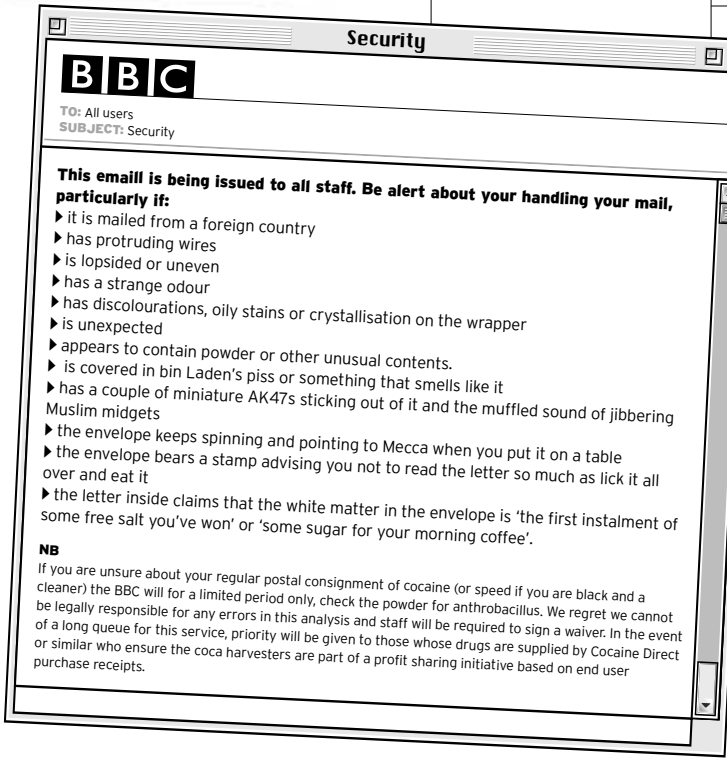 Security
BBC
TO: All users
SUBJECT: Security
This emaill is being issued to all staff. Be alert about your handling your mail,
particularly if:
▶ it is mailed from a foreign country
▶ has protruding wires
▶ is lopsided or uneven
▶ has a strange odour
▶ has discolourations, oily stains or crystallisation on the wrapper
▶ is unexpected
▶ appears to contain powder or other unusual contents.
▶ is covered in bin Laden's piss or something that smells like it
▶ has a couple of miniature AK47s sticking out of it and the muffled sound of jibbering
Muslim midgets
▶ the envelope keeps spinning and pointing to Mecca when you put it on a table
▶ the envelope bears a stamp advising you not to read the letter so much as lick it all
over and eat it
▶ the letter inside claims that the white matter in the envelope is ‘the first instalment of
some free salt you've won’ or ‘some sugar for your morning coffee’.
NB
If you are unsure about your regular postal consignment of cocaine (or speed if you are black and a
cleaner) the BBC will for a limited period only, check the powder for anthrobacillus. We regret we cannot
be legally responsible for any errors in this analysis and staff will be required to sign a waiver. In the event
of a long queue for this service, priority will be given to those whose drugs are supplied by Cocaine Direct
or similar who ensure the coca harvesters are part of a profit sharing initiative based on end user
purchase receipts.